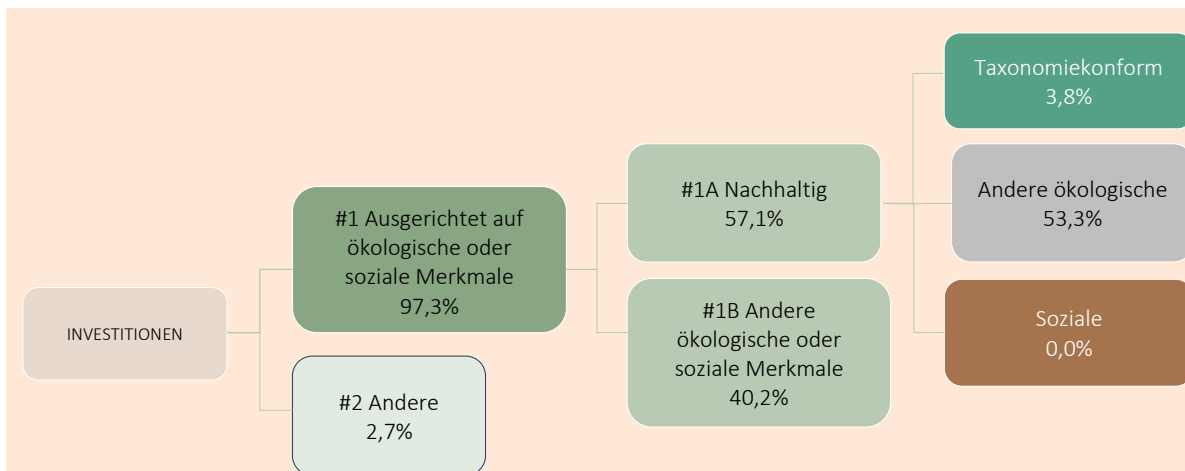 INVESTITIONEN
#1 Ausgerichtet auf
ökologische oder
soziale Merkmale
97,3%
#2 Andere
2,7%
#1A Nachhaltig
57,1%
#1B Andere
ökologische oder
soziale Merkmale
40,2%
Taxonomiekonform
3,8%
Andere ökologische
53,3%
Soziale
0,0%